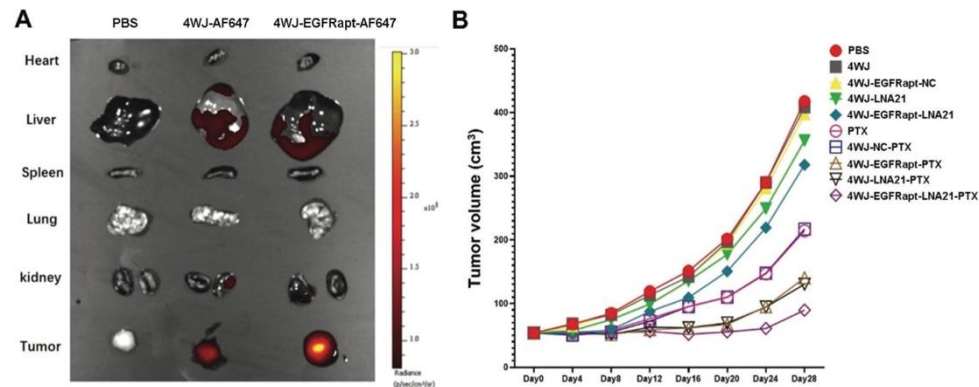 A
PBS
4WJ-AF647
4WJ-EGFRapt-AF647
Heart
Liver
Spleen
Lung
kidney
Tumor
3.0
2.5
2.0
x10⁸
1.5
1.0
Radiance
(p/sec/cm²/sr)
B
Tumor volume (cm³)
500
400
300
200
100
0
Day0 Day4 Day8 Day12 Day16 Day20 Day24 Day28
PBS
4WJ
4WJ-EGFRapt-NC
4WJ-LNA21
4WJ-EGFRapt-LNA21
PTX
4WJ-NC-PTX
4WJ-EGFRapt-PTX
4WJ-LNA21-PTX
4WJ-EGFRapt-LNA21-PTX